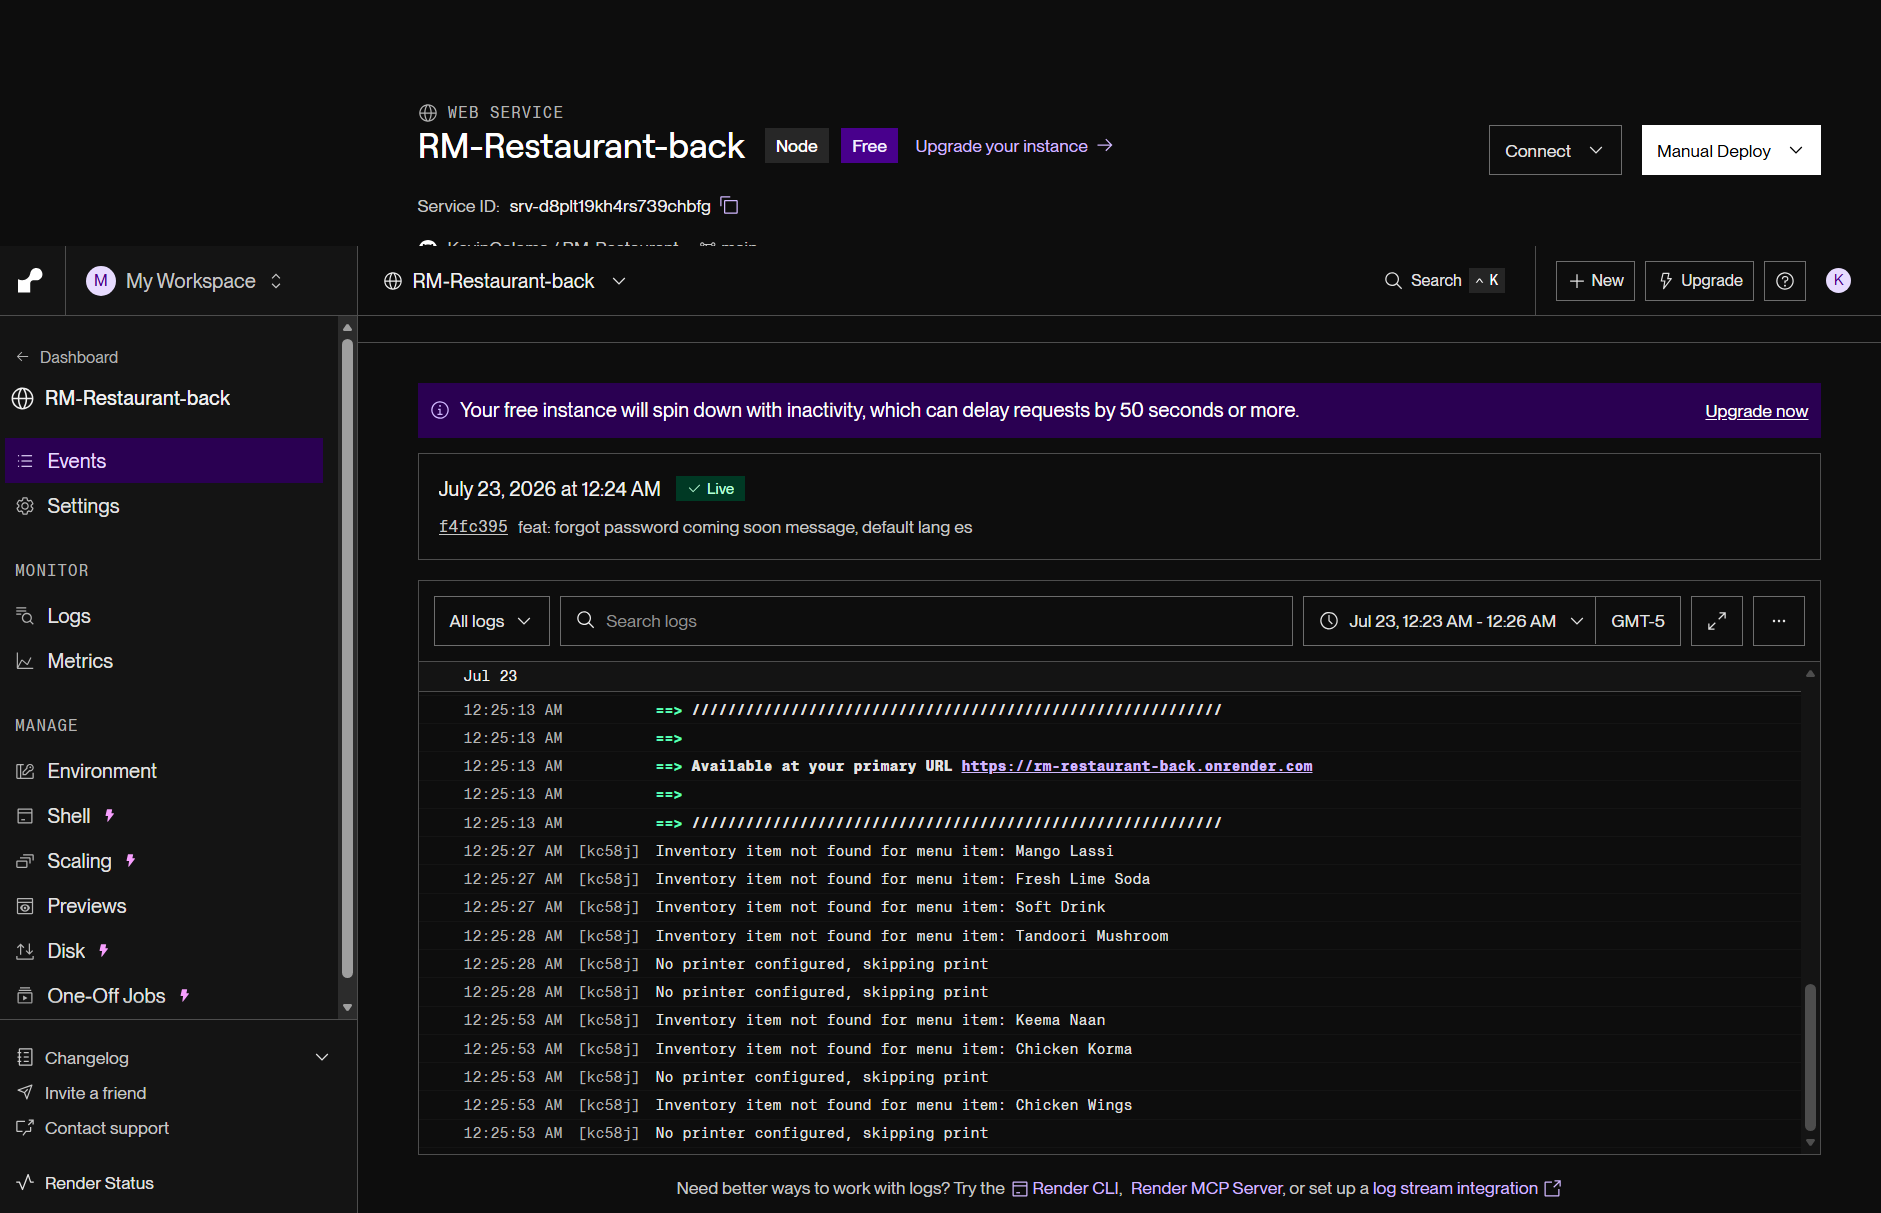 WEB SERVICE
RM-Restaurant-back Node Free Upgrade your instance
Connect Manual Deploy
Service ID: srv-d8plt19kh4rs739chbfg
KevinGaloma / RM-Restaurant main
M My Workspace
RM-Restaurant-back
Search ^ K
+ New Upgrade K
Dashboard
RM-Restaurant-back
Events
Settings
MONITOR
Logs
Metrics
MANAGE
Environment
Shell
Scaling
Previews
Disk
One-Off Jobs
Changelog
Invite a friend
Contact support
Render Status
Your free instance will spin down with inactivity, which can delay requests by 50 seconds or more. Upgrade now
July 23, 2026 at 12:24 AM Live
f4fc395 feat: forgot password coming soon message, default lang es
All logs Search logs Jul 23, 12:23 AM - 12:26 AM GMT-5 ...
Jul 23
12:25:13 AM ==> ///////////////////////////////////////////////////////////
12:25:13 AM ==>
12:25:13 AM ==> Available at your primary URL https://rm-restaurant-back.onrender.com
12:25:13 AM ==>
12:25:13 AM ==> ///////////////////////////////////////////////////////////
12:25:27 AM [kc58j] Inventory item not found for menu item: Mango Lassi
12:25:27 AM [kc58j] Inventory item not found for menu item: Fresh Lime Soda
12:25:27 AM [kc58j] Inventory item not found for menu item: Soft Drink
12:25:28 AM [kc58j] Inventory item not found for menu item: Tandoori Mushroom
12:25:28 AM [kc58j] No printer configured, skipping print
12:25:28 AM [kc58j] No printer configured, skipping print
12:25:53 AM [kc58j] Inventory item not found for menu item: Keema Naan
12:25:53 AM [kc58j] Inventory item not found for menu item: Chicken Korma
12:25:53 AM [kc58j] No printer configured, skipping print
12:25:53 AM [kc58j] Inventory item not found for menu item: Chicken Wings
12:25:53 AM [kc58j] No printer configured, skipping print
Need better ways to work with logs? Try the Render CLI, Render MCP Server, or set up a log stream integration